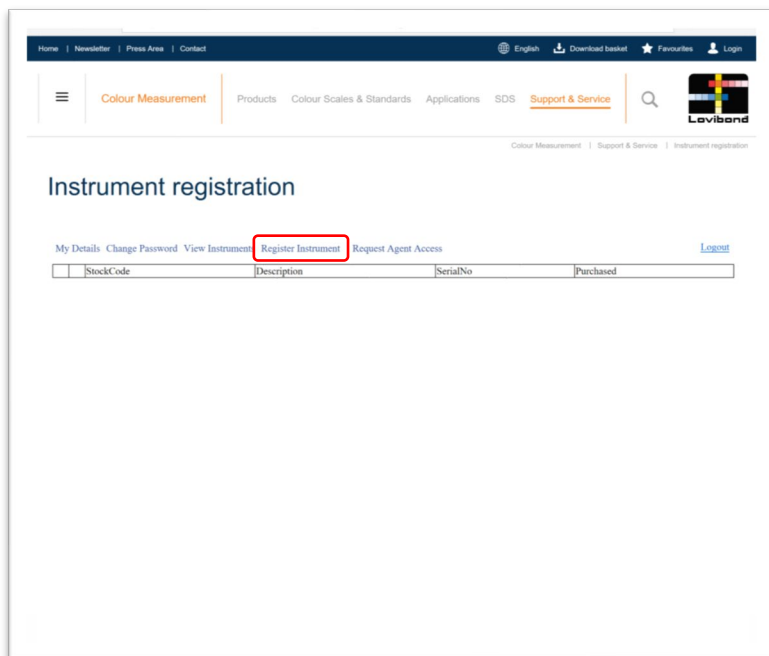 Home | Newsletter | Press Area | Contact English Download basket Favourites Login
Colour Measurement Products Colour Scales & Standards Applications SDS Support & Service Lovibond
Colour Measurement | Support & Service | Instrument registration
Instrument registration
My Details Change Password View Instruments Register Instrument Request Agent Access Logout
StockCode Description SerialNo Purchased